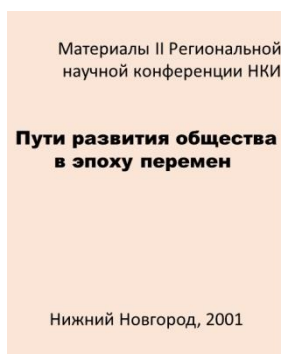 Материалы II Региональной
научной конференции НКИ
Пути развития общества
в эпоху перемен
Нижний Новгород, 2001